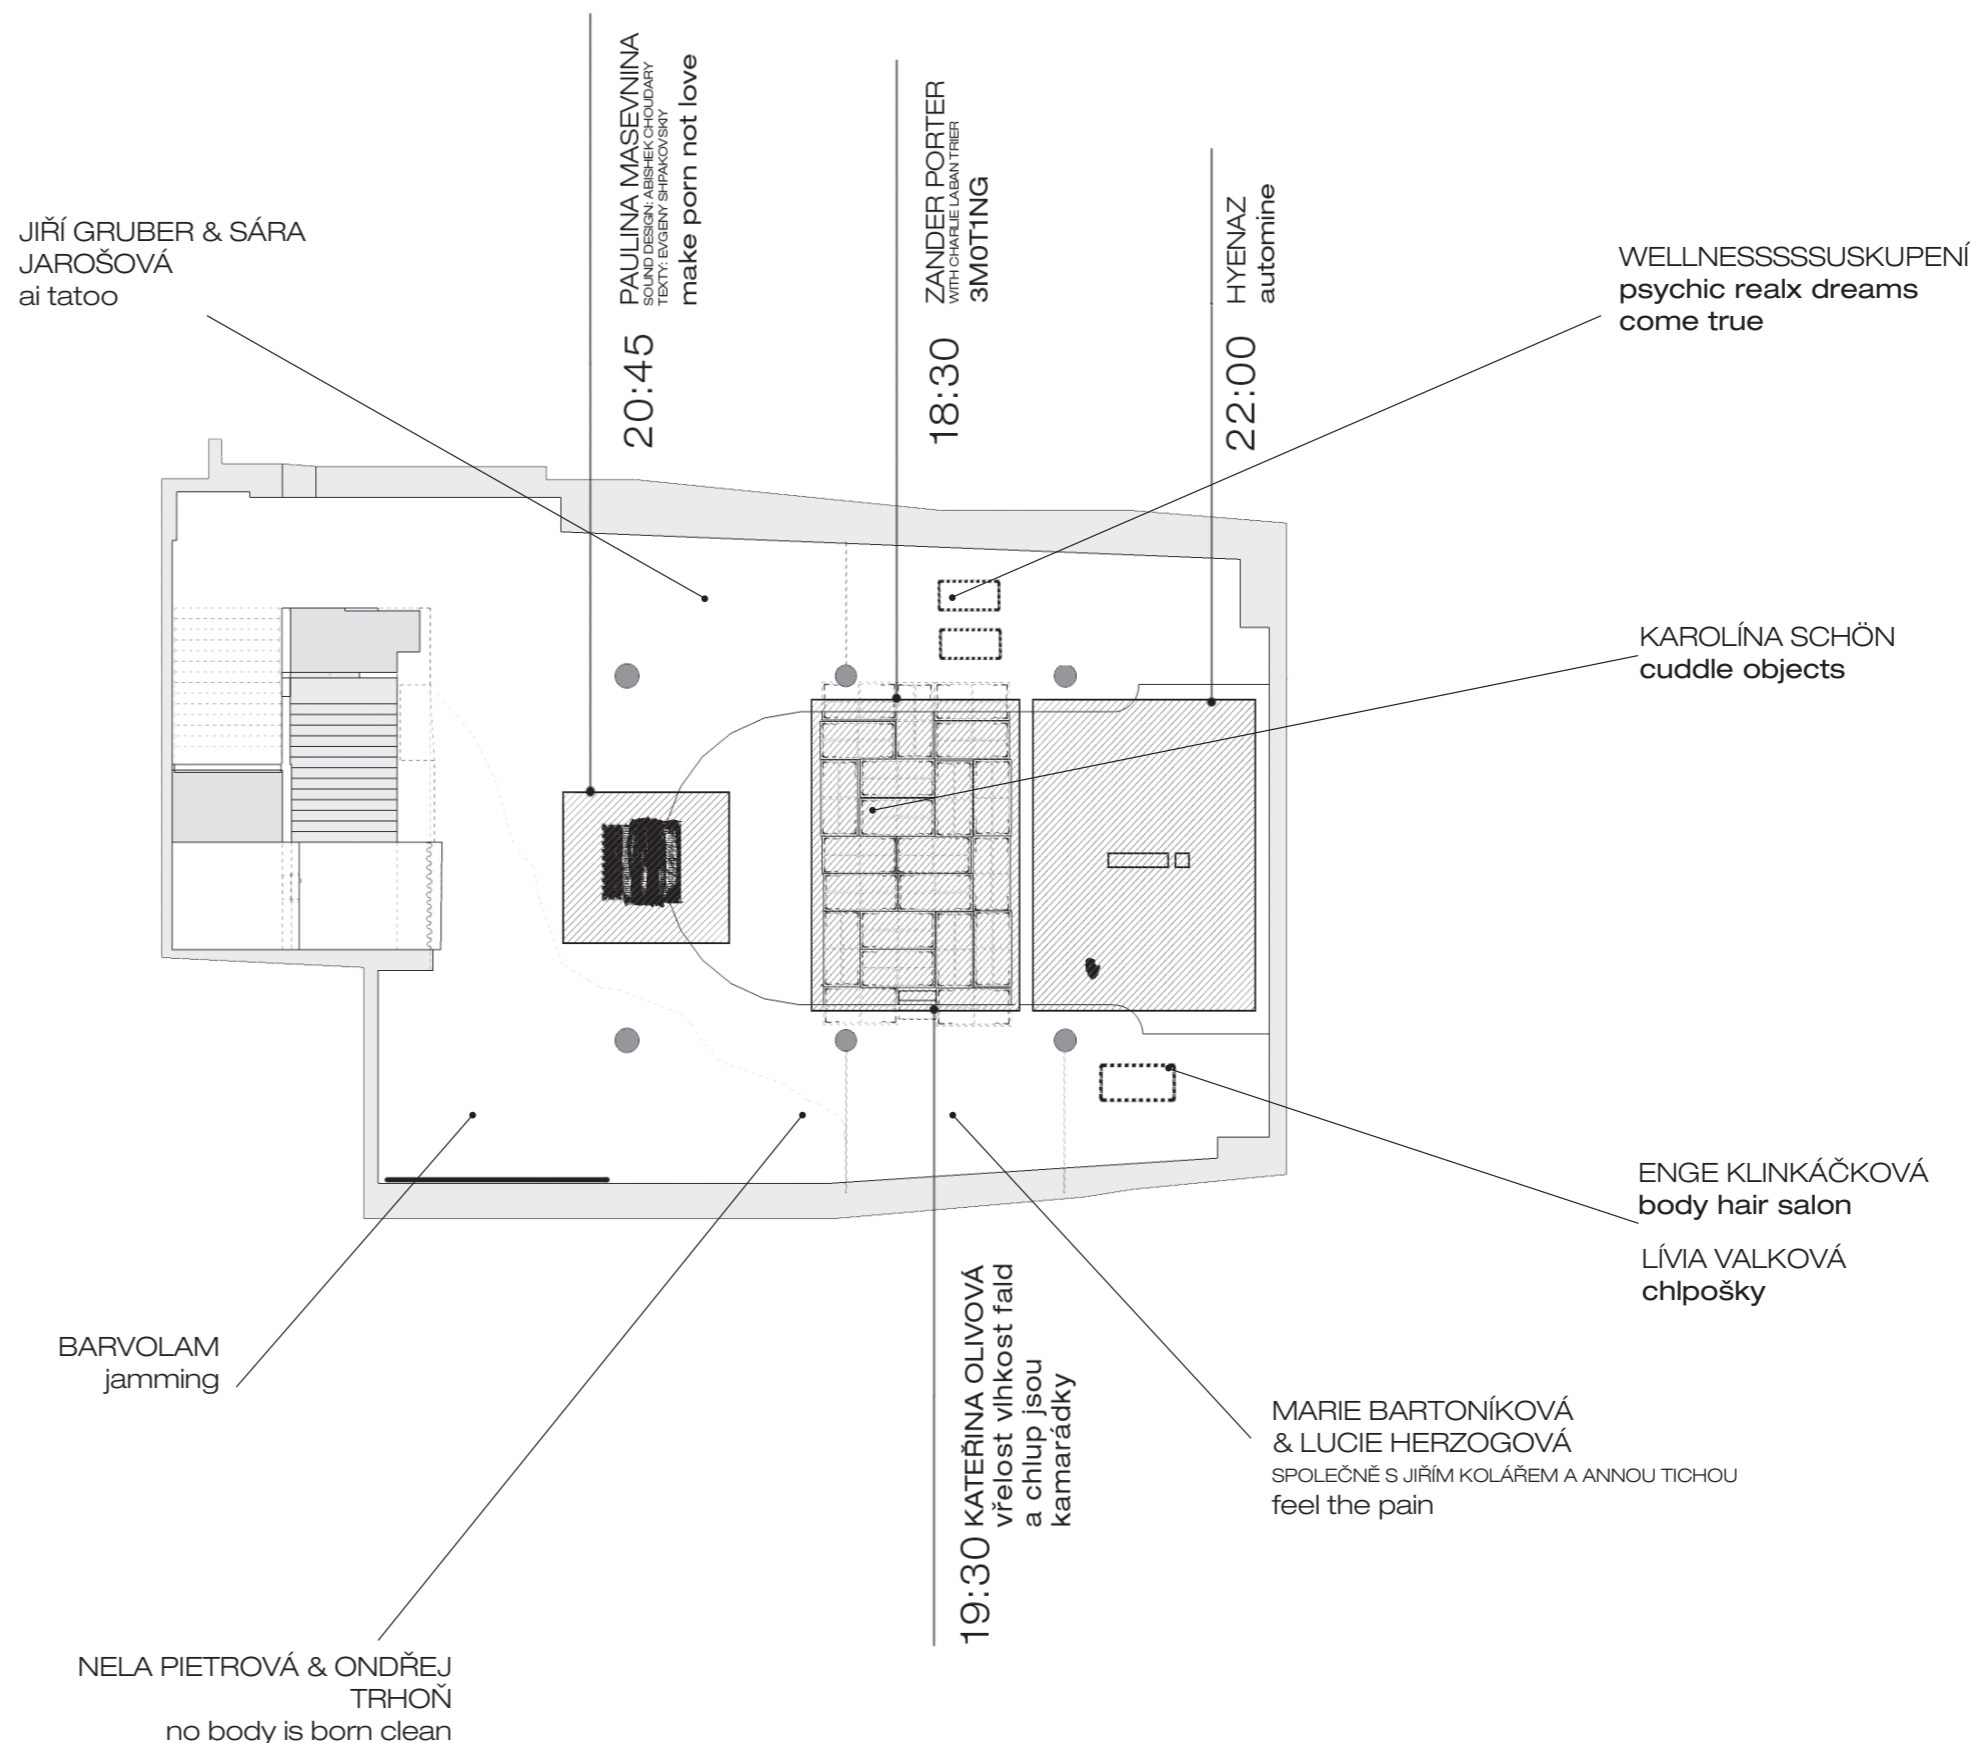 JIŘÍ GRUBER & SÁRA
JAROŠOVÁ
ai tatoo
20:45
PAULINA MASEVNINA
SOUND DESIGN: ABISHEK CHOUDARY
TEXTY: EVGENY SHPAKOVSKIY
make porn not love
18:30
ZANDER PORTER
WITH CHARLIE LABAN TRIER
3M0T1NG
22:00
HYENAZ
automine
WELLNESSSSSUSKUPENÍ
psychic realx dreams
come true
KAROLÍNA SCHÖN
cuddle objects
ENGE KLINKÁČKOVÁ
body hair salon
LÍVIA VALKOVÁ
chlpošky
BARVOLAM
jamming
19:30 KATEŘINA OLIVOVÁ
vřelost vlhkost fald
a chlup jsou
kamarádky
MARIE BARTONÍKOVÁ
& LUCIE HERZOGOVÁ
SPOLEČNĚ S JIŘÍM KOLÁŘEM A ANNOU TICHOU
feel the pain
NELA PIETROVÁ & ONDŘEJ
TRHOŇ
no body is born clean